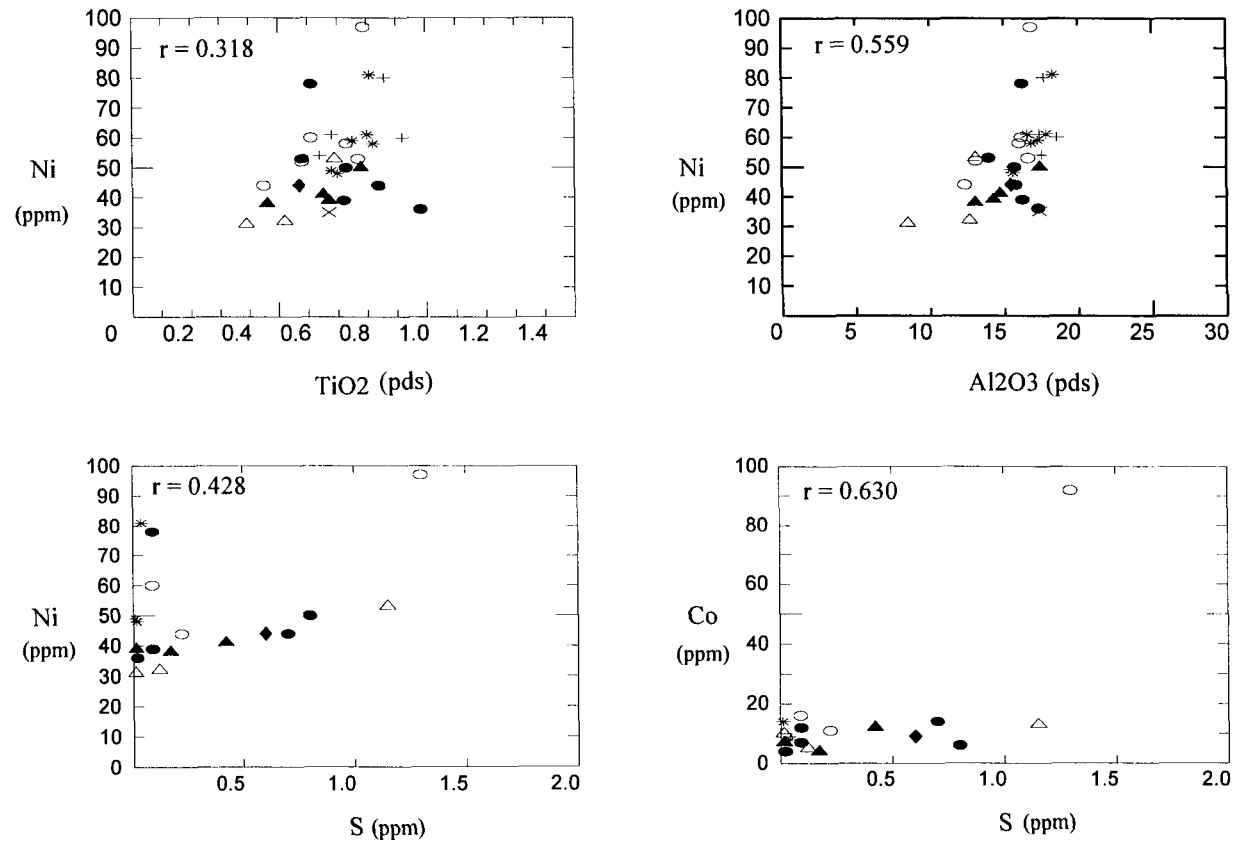 r = 0.318
100
90
80
70
60
50
40
30
20
10
Ni
(ppm)
0 0.2 0.4 0.6 0.8 1.0 1.2 1.4
TiO2 (pds)
r = 0.559
100
90
80
70
60
50
40
30
20
10
Ni
(ppm)
0 5 10 15 20 25 30
Al2O3 (pds)
r = 0.428
100
90
80
70
60
50
40
30
20
10
0
Ni
(ppm)
0.5 1.0 1.5 2.0
S (ppm)
r = 0.630
100
80
60
40
20
0
Co
(ppm)
0.5 1.0 1.5 2.0
S (ppm)